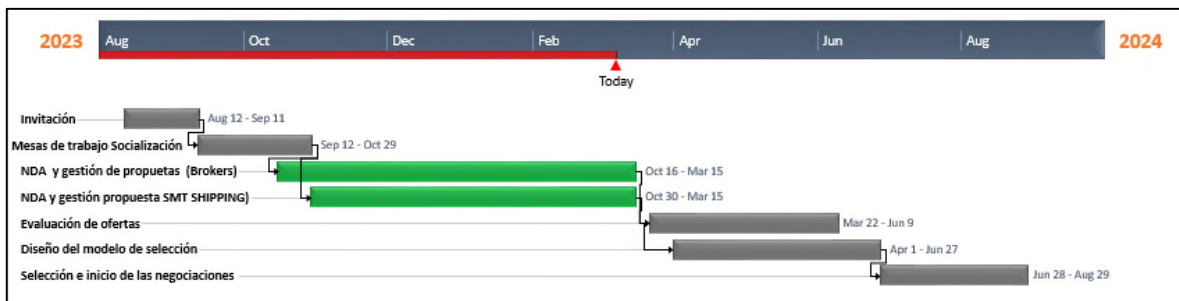 2023 Aug Oct Dec Feb Apr Jun Aug 2024
Today
Invitación Aug 12 - Sep 11
Mesas de trabajo Socialización Sep 12 - Oct 29
NDA y gestión de propuetas (Brokers) Oct 16 - Mar 15
NDA y gestión propuesta SMT SHIPPING) Oct 30 - Mar 15
Evaluación de ofertas Mar 22 - Jun 9
Diseño del modelo de selección Apr 1 - Jun 27
Selección e inicio de las negociaciones Jun 28 - Aug 29